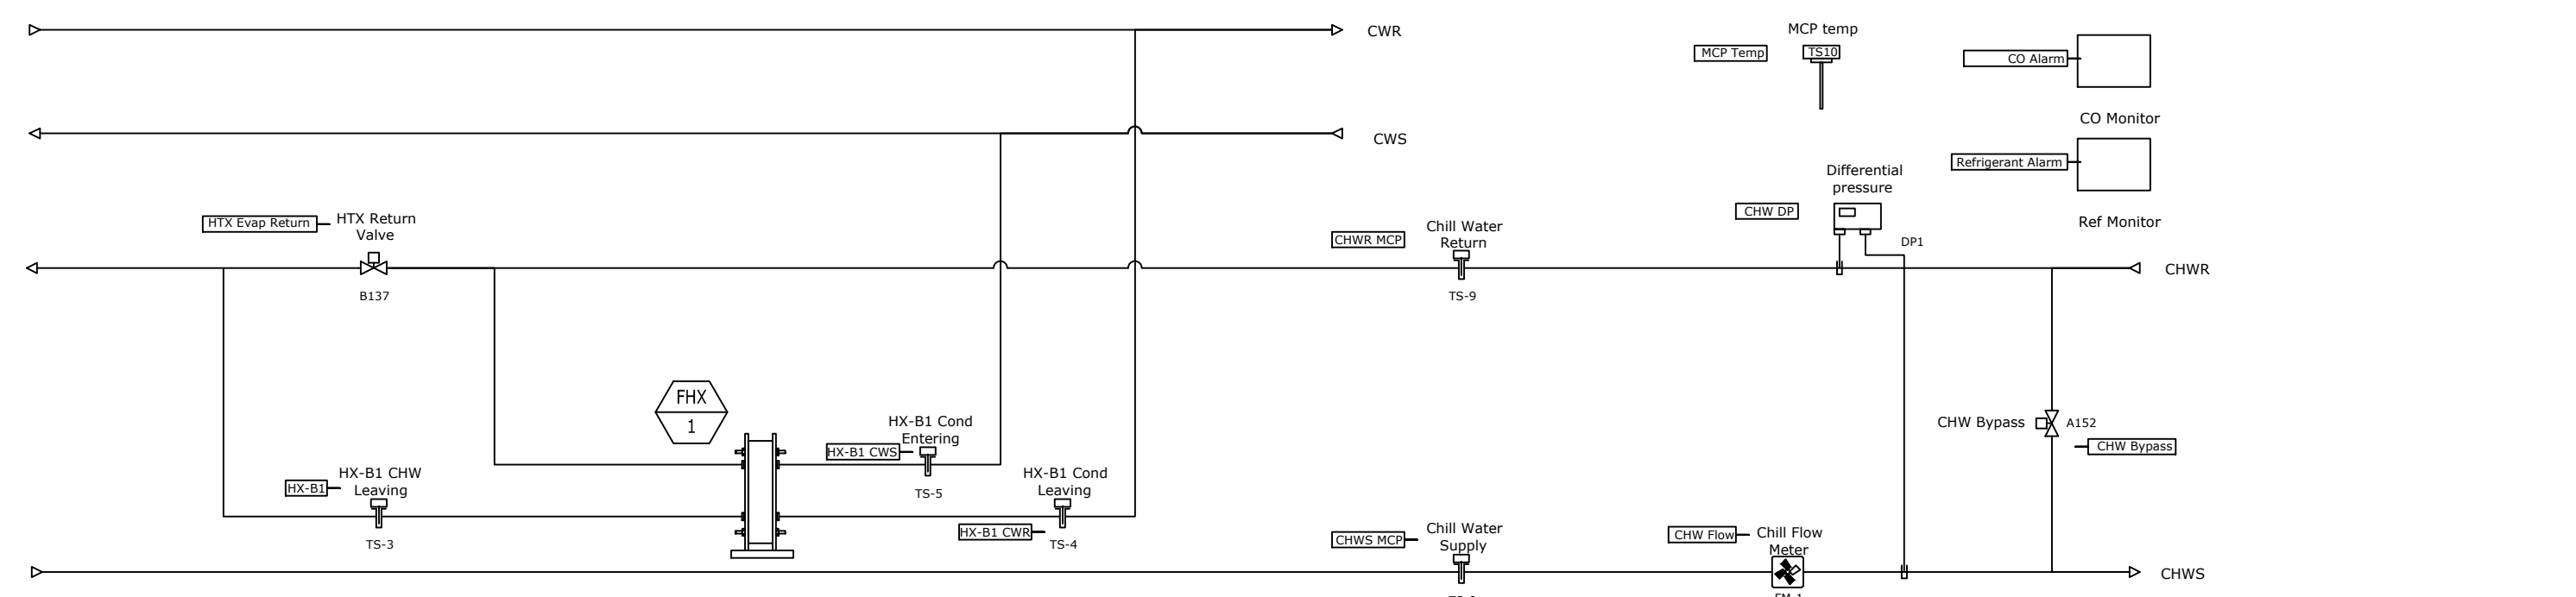 CWR
MCP temp
MCP Temp
TS10
CO Alarm
CO Monitor
CWS
Refrigerant Alarm
Differential
pressure
CHW DP
Ref Monitor
HTX Evap Return
HTX Return
Valve
B137
CHWR MCP
Chill Water
Return
TS-9
DP1
CHWR
FHX
1
HX-B1 Cond
Entering
HX-B1 CWS
TS-5
HX-B1 CHW
Leaving
HX-B1
TS-3
HX-B1 Cond
Leaving
HX-B1 CWR
TS-4
CHW Bypass
A152
CHW Bypass
CHWS MCP
Chill Water
Supply
CHW Flow
Chill Flow
Meter
CHWS